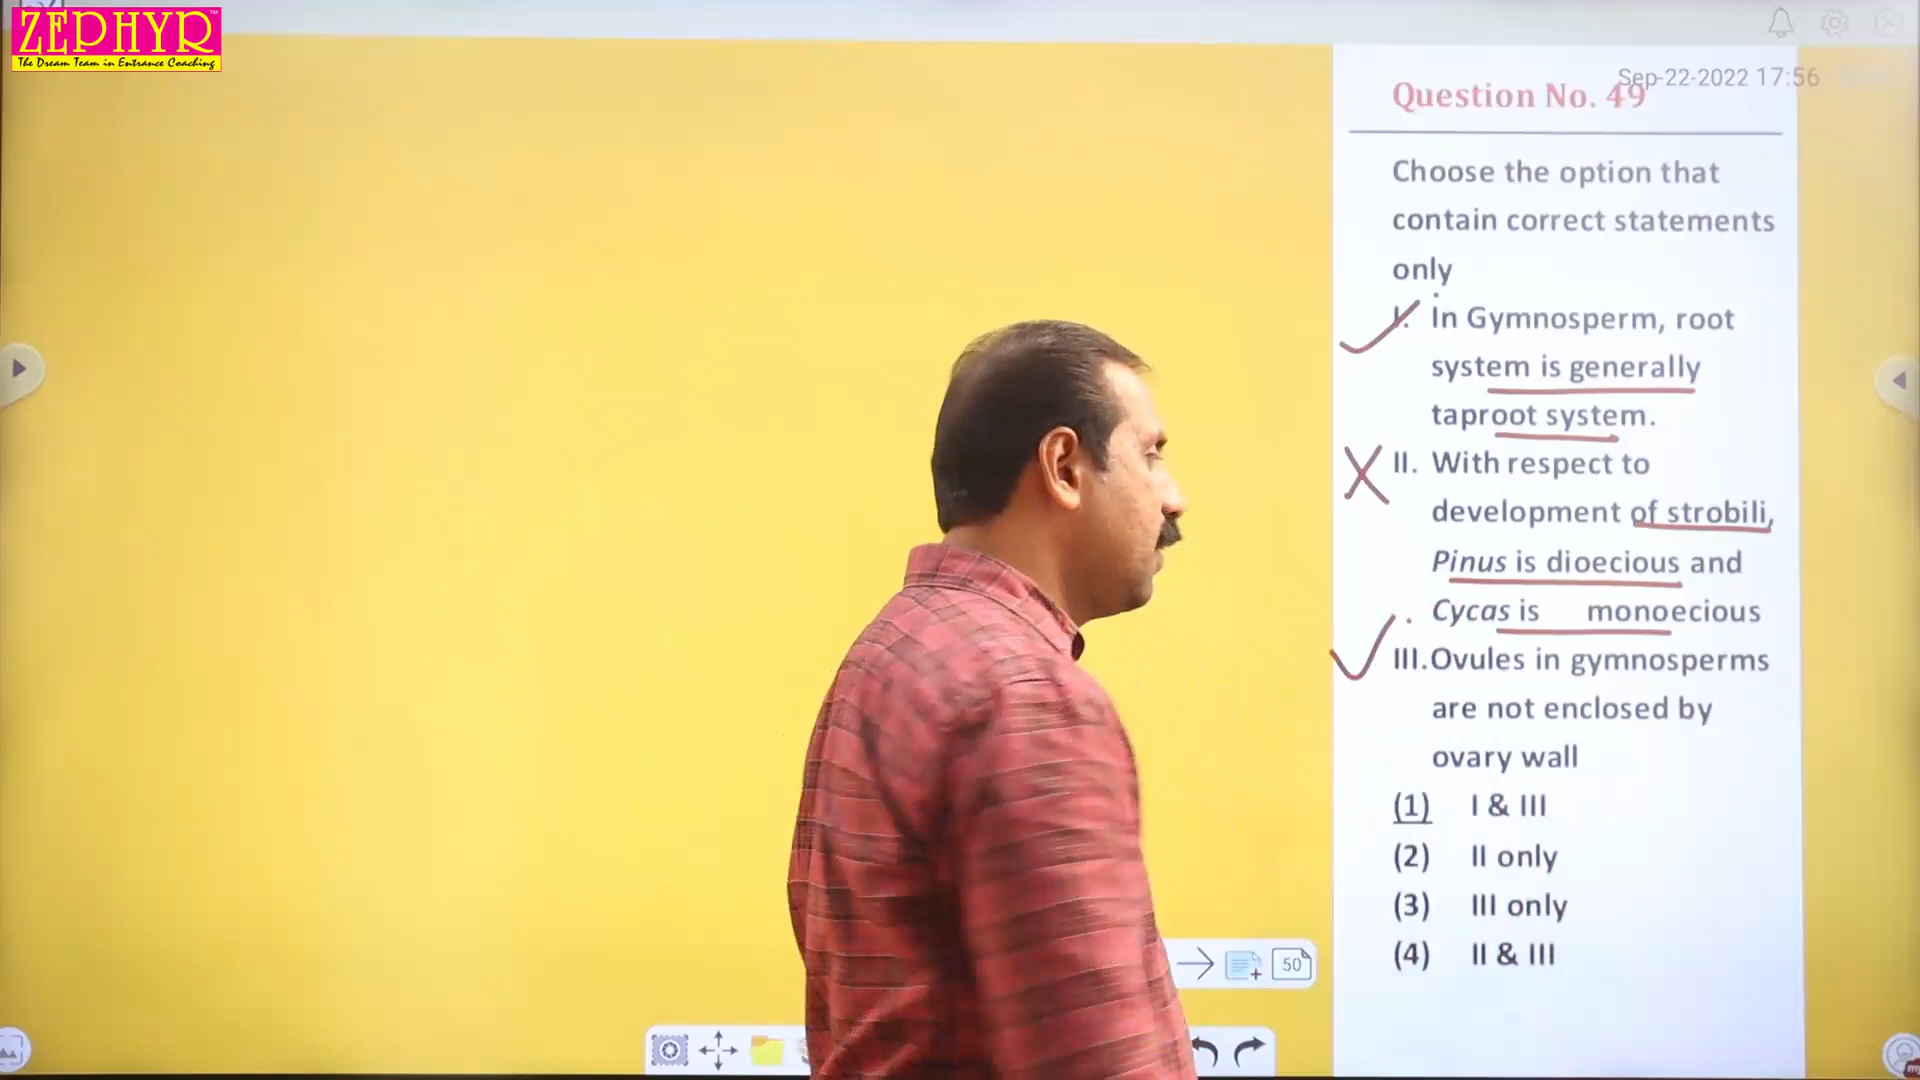 ZEPHYR™
The Dream Team in Entrance Coaching
Sep-22-2022 17:56
Question No. 49
Choose the option that
contain correct statements
only
I. In Gymnosperm, root
system is generally
taproot system.
II. With respect to
development of strobili,
Pinus is dioecious and
Cycas is monoecious
III.Ovules in gymnosperms
are not enclosed by
ovary wall
(1) I & III
(2) II only
(3) III only
(4) II & III
50